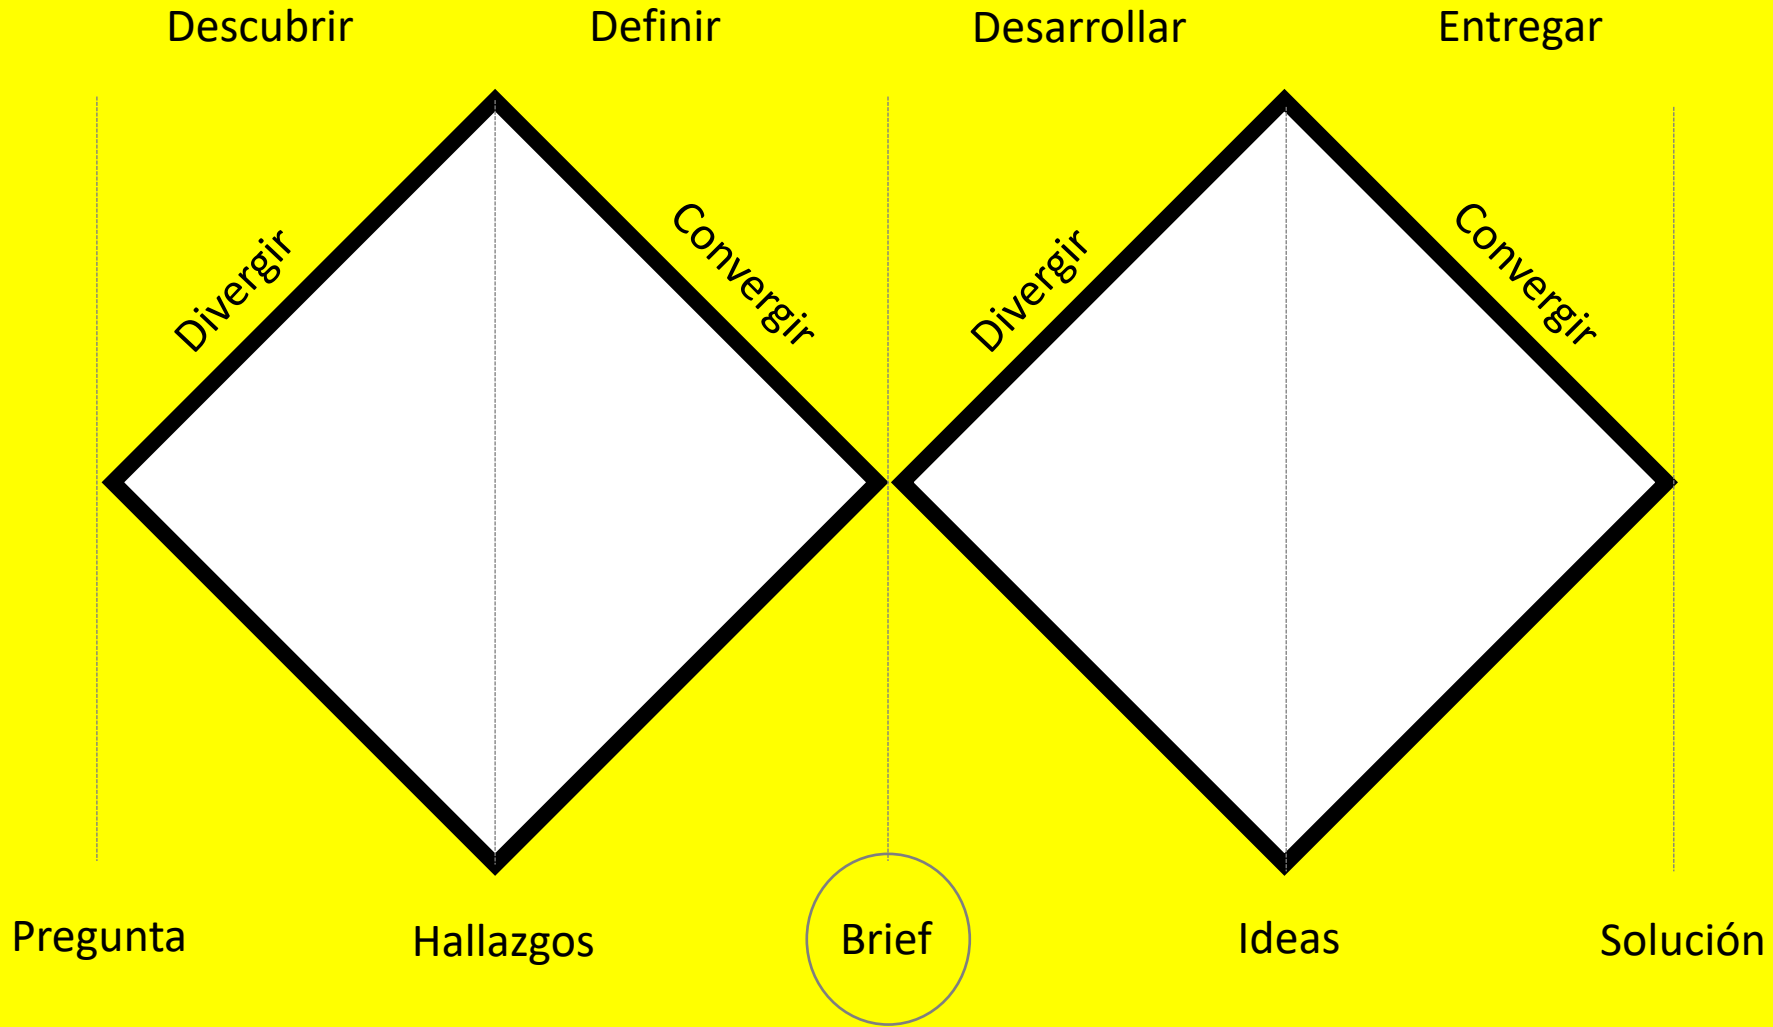 Descubrir
Definir
Desarrollar
Entregar
Divergir
Convergir
Divergir
Convergir
Pregunta
Hallazgos
Brief
Ideas
Solución